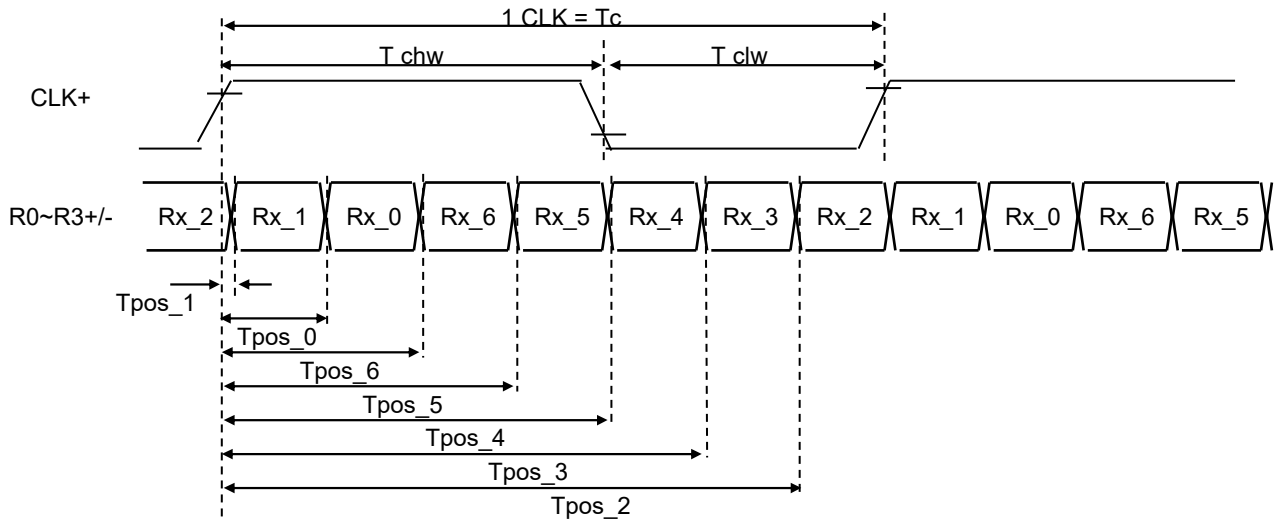 1 CLK = Tc
T chw T clw
CLK+
R0~R3+/- Rx_2 Rx_1 Rx_0 Rx_6 Rx_5 Rx_4 Rx_3 Rx_2 Rx_1 Rx_0 Rx_6 Rx_5
Tpos_1
Tpos_0
Tpos_6
Tpos_5
Tpos_4
Tpos_3
Tpos_2